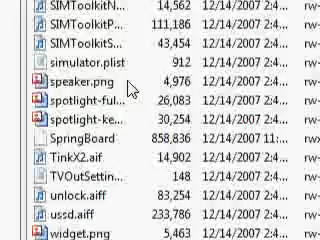 SIMToolkitN... 14,562 12/14/2007 2:4... rw-
SIMToolkitP... 111,186 12/14/2007 2:4... rw-
SIMToolkitS... 43,454 12/14/2007 2:4... rw-
simulator.plist 912 12/14/2007 2:4... rw-
speaker.png 4,976 12/14/2007 2:4... rw-
spotlight-ful... 26,083 12/14/2007 2:4... rw-
spotlight-ke... 30,254 12/14/2007 2:4... rw-
SpringBoard 858,836 12/14/2007 11:... rwx
TinkX2.aif 14,902 12/14/2007 2:4... rw-
TVOutSettin... 148 12/14/2007 2:4... rw-
unlock.aiff 83,254 12/14/2007 2:4... rw-
ussd.aiff 233,786 12/14/2007 2:4... rw-
widget.png 5,463 12/14/2007 2:4... rw-